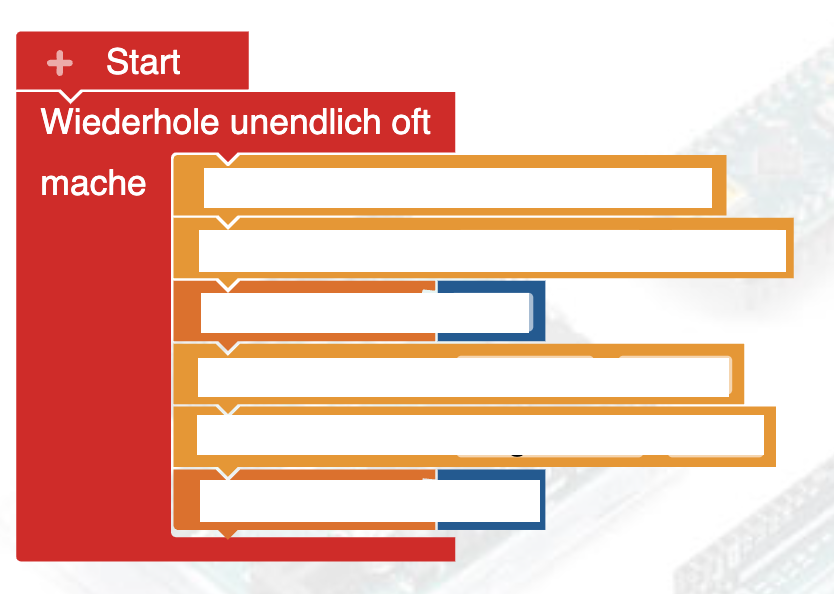 + Start
Wiederhole unendlich oft
mache